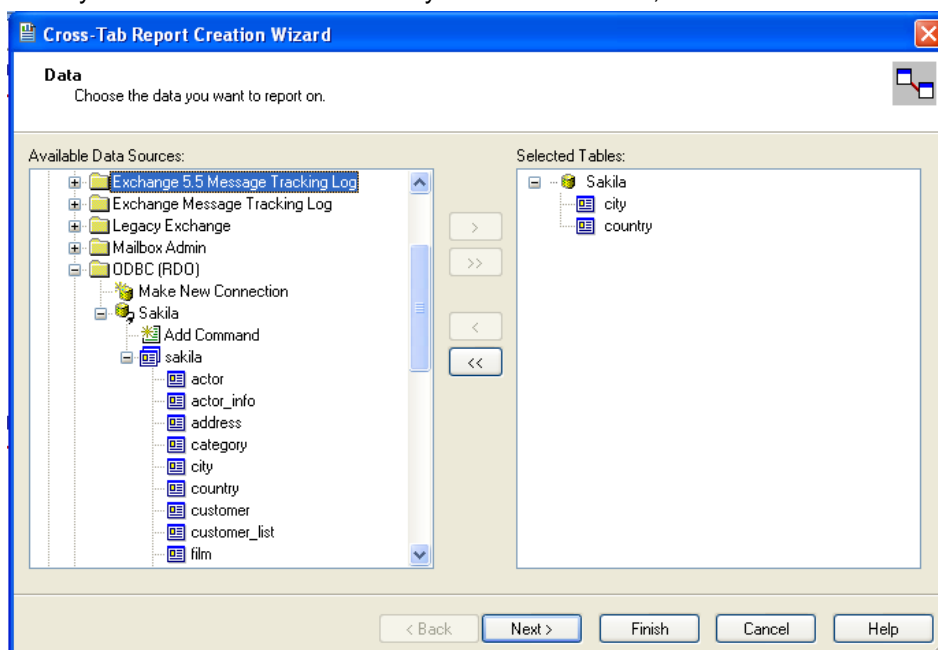 Cross-Tab Report Creation Wizard
Data
Choose the data you want to report on.
Available Data Sources:
Selected Tables:
Exchange 5.5 Message Tracking Log
Exchange Message Tracking Log
Legacy Exchange
Mailbox Admin
ODBC (RDO)
Make New Connection
Sakila
Add Command
sakila
actor
actor_info
address
category
city
country
customer
customer_list
film
>
>>
<
<<
Sakila
city
country
< Back
Next >
Finish
Cancel
Help